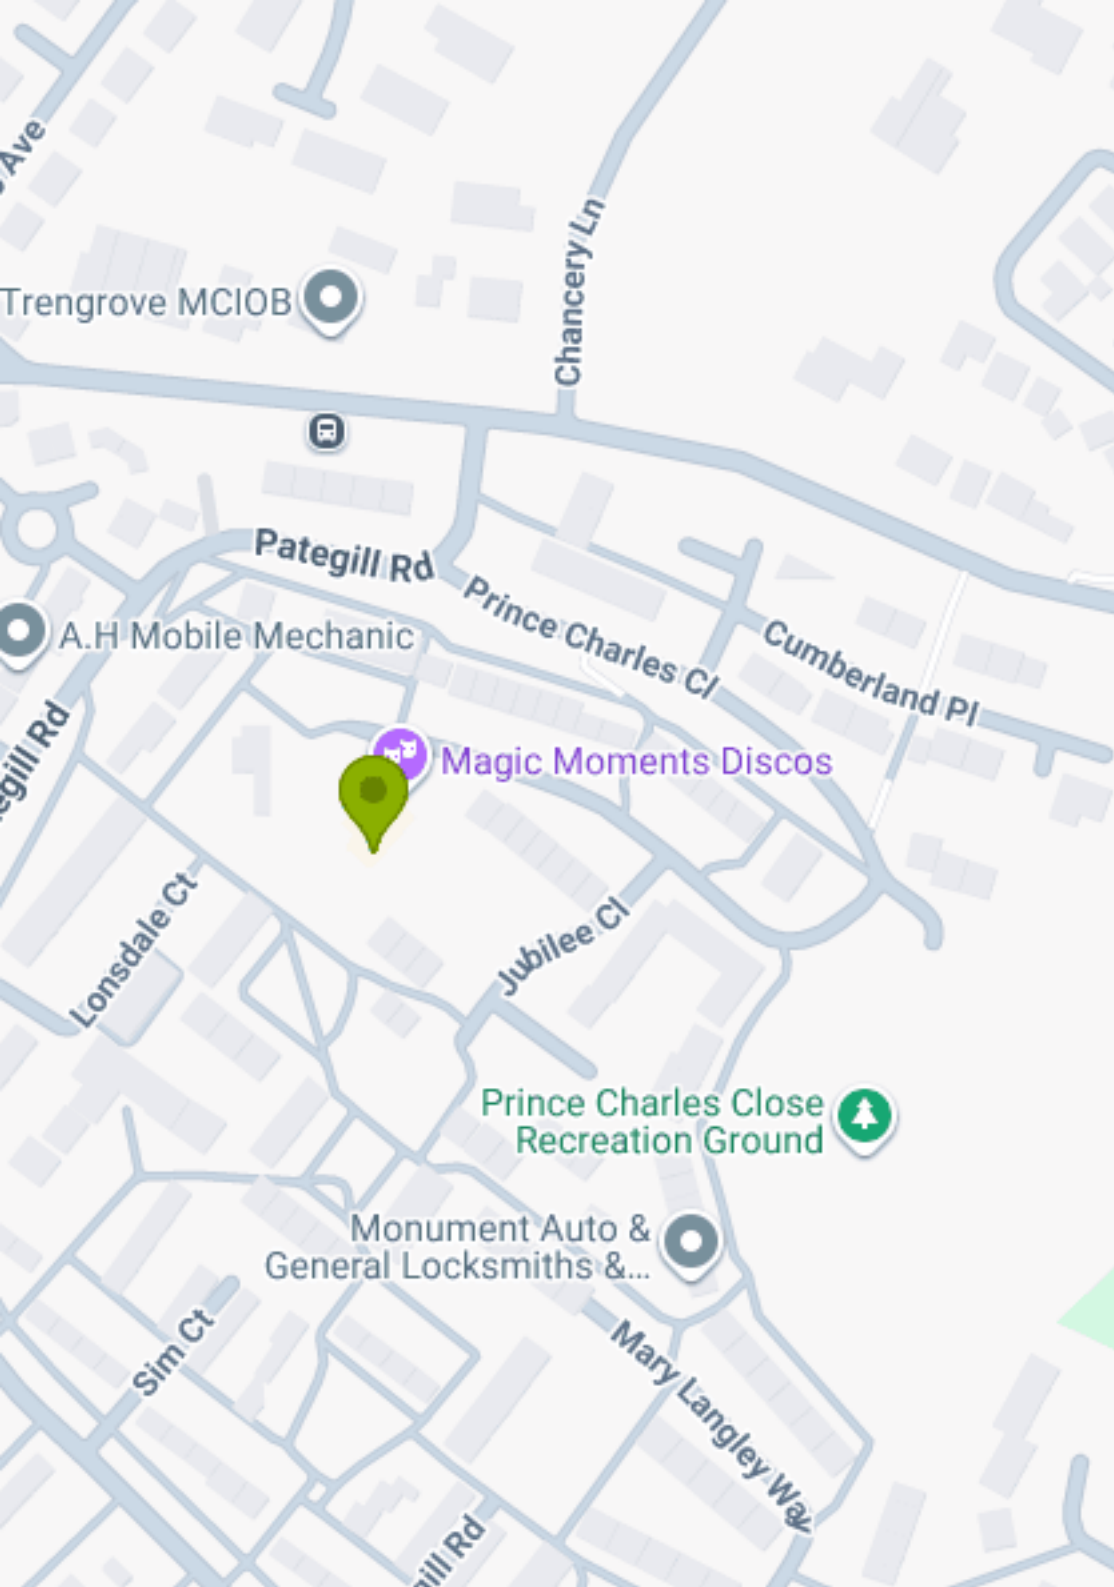 Ave
Chancery Ln
Trengrove MCIOB
Pategill Rd
Prince Charles Cl
A.H Mobile Mechanic
Cumberland Pl
egill Rd
Magic Moments Discos
Lonsdale Ct
Jubilee Cl
Prince Charles Close
Recreation Ground
Monument Auto &
General Locksmiths &...
Sim Ct
Mary Langley Way
gill Rd